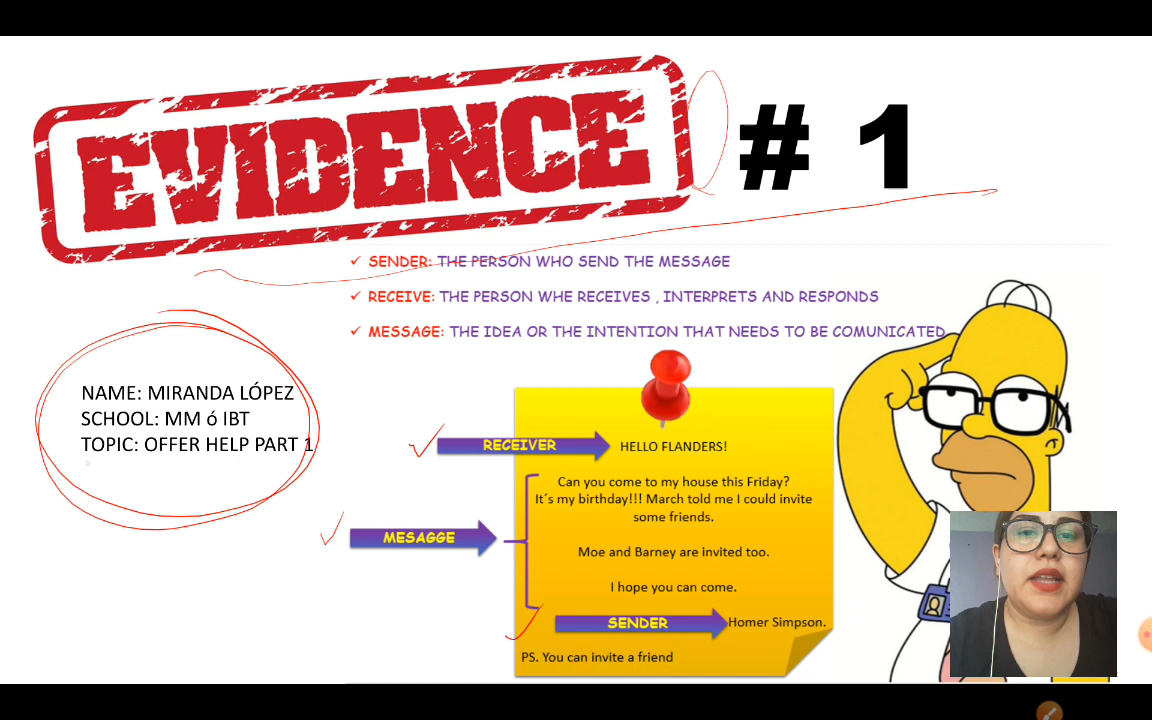 EVIDENCE
# 1
SENDER: THE PERSON WHO SEND THE MESSAGE
RECEIVE: THE PERSON WHE RECEIVES , INTERPRETS AND RESPONDS
MESSAGE: THE IDEA OR THE INTENTION THAT NEEDS TO BE COMUNICATED
NAME: MIRANDA LÓPEZ
SCHOOL: MM ó IBT
TOPIC: OFFER HELP PART 1
RECEIVER
HELLO FLANDERS!
Can you come to my house this Friday?
It´s my birthday!!! March told me I could invite
some friends.
MESAGGE
Moe and Barney are invited too.
I hope you can come.
SENDER
Homer Simpson.
PS. You can invite a friend